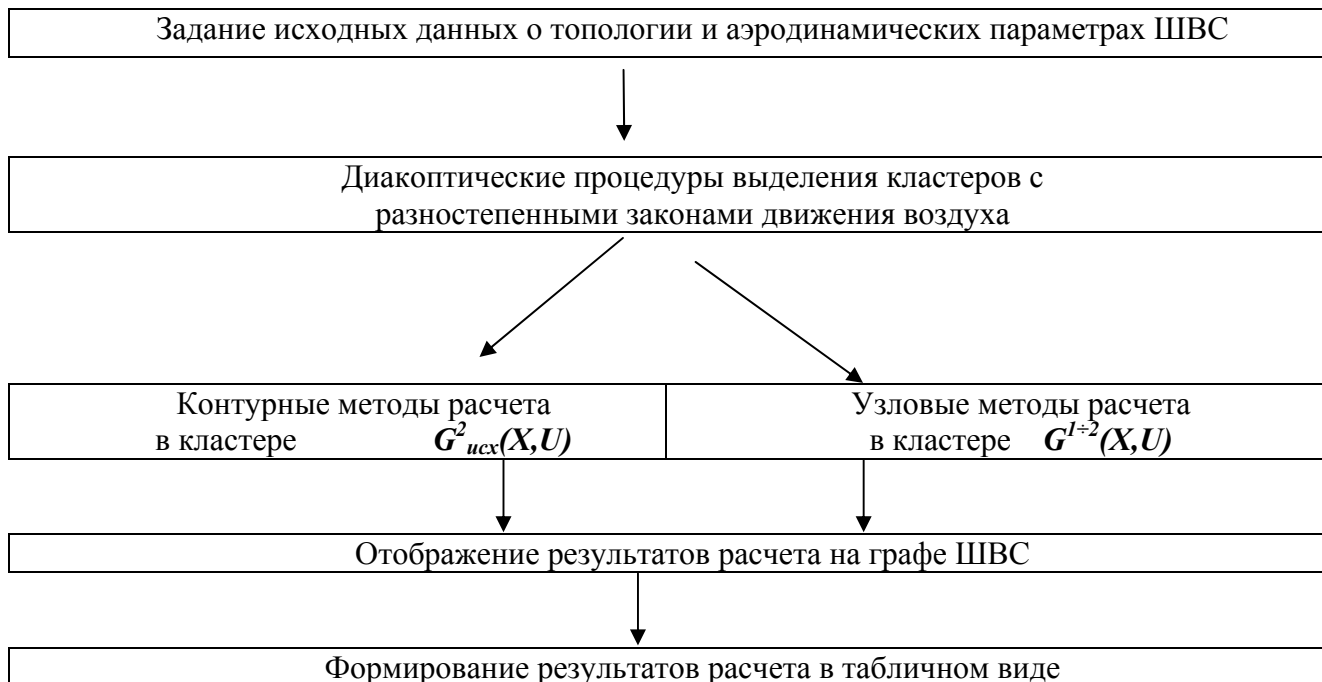 Задание исходных данных о топологии и аэродинамических параметрах ШВС
Диакоптические процедуры выделения кластеров с
разностепенными законами движения воздуха
Контурные методы расчета
в кластере G²исх(X,U)
Узловые методы расчета
в кластере G¹÷²(X,U)
Отображение результатов расчета на графе ШВС
Формирование результатов расчета в табличном виде